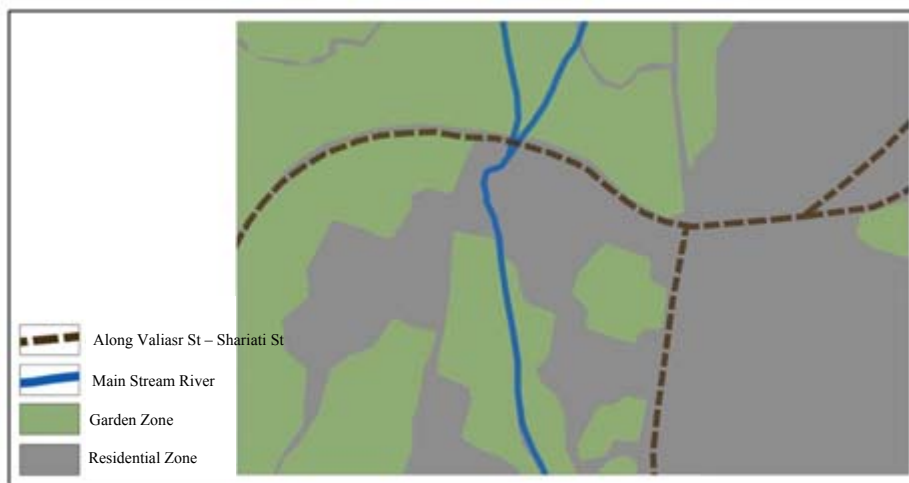 Along Valiasr St – Shariati St
Main Stream River
Garden Zone
Residential Zone